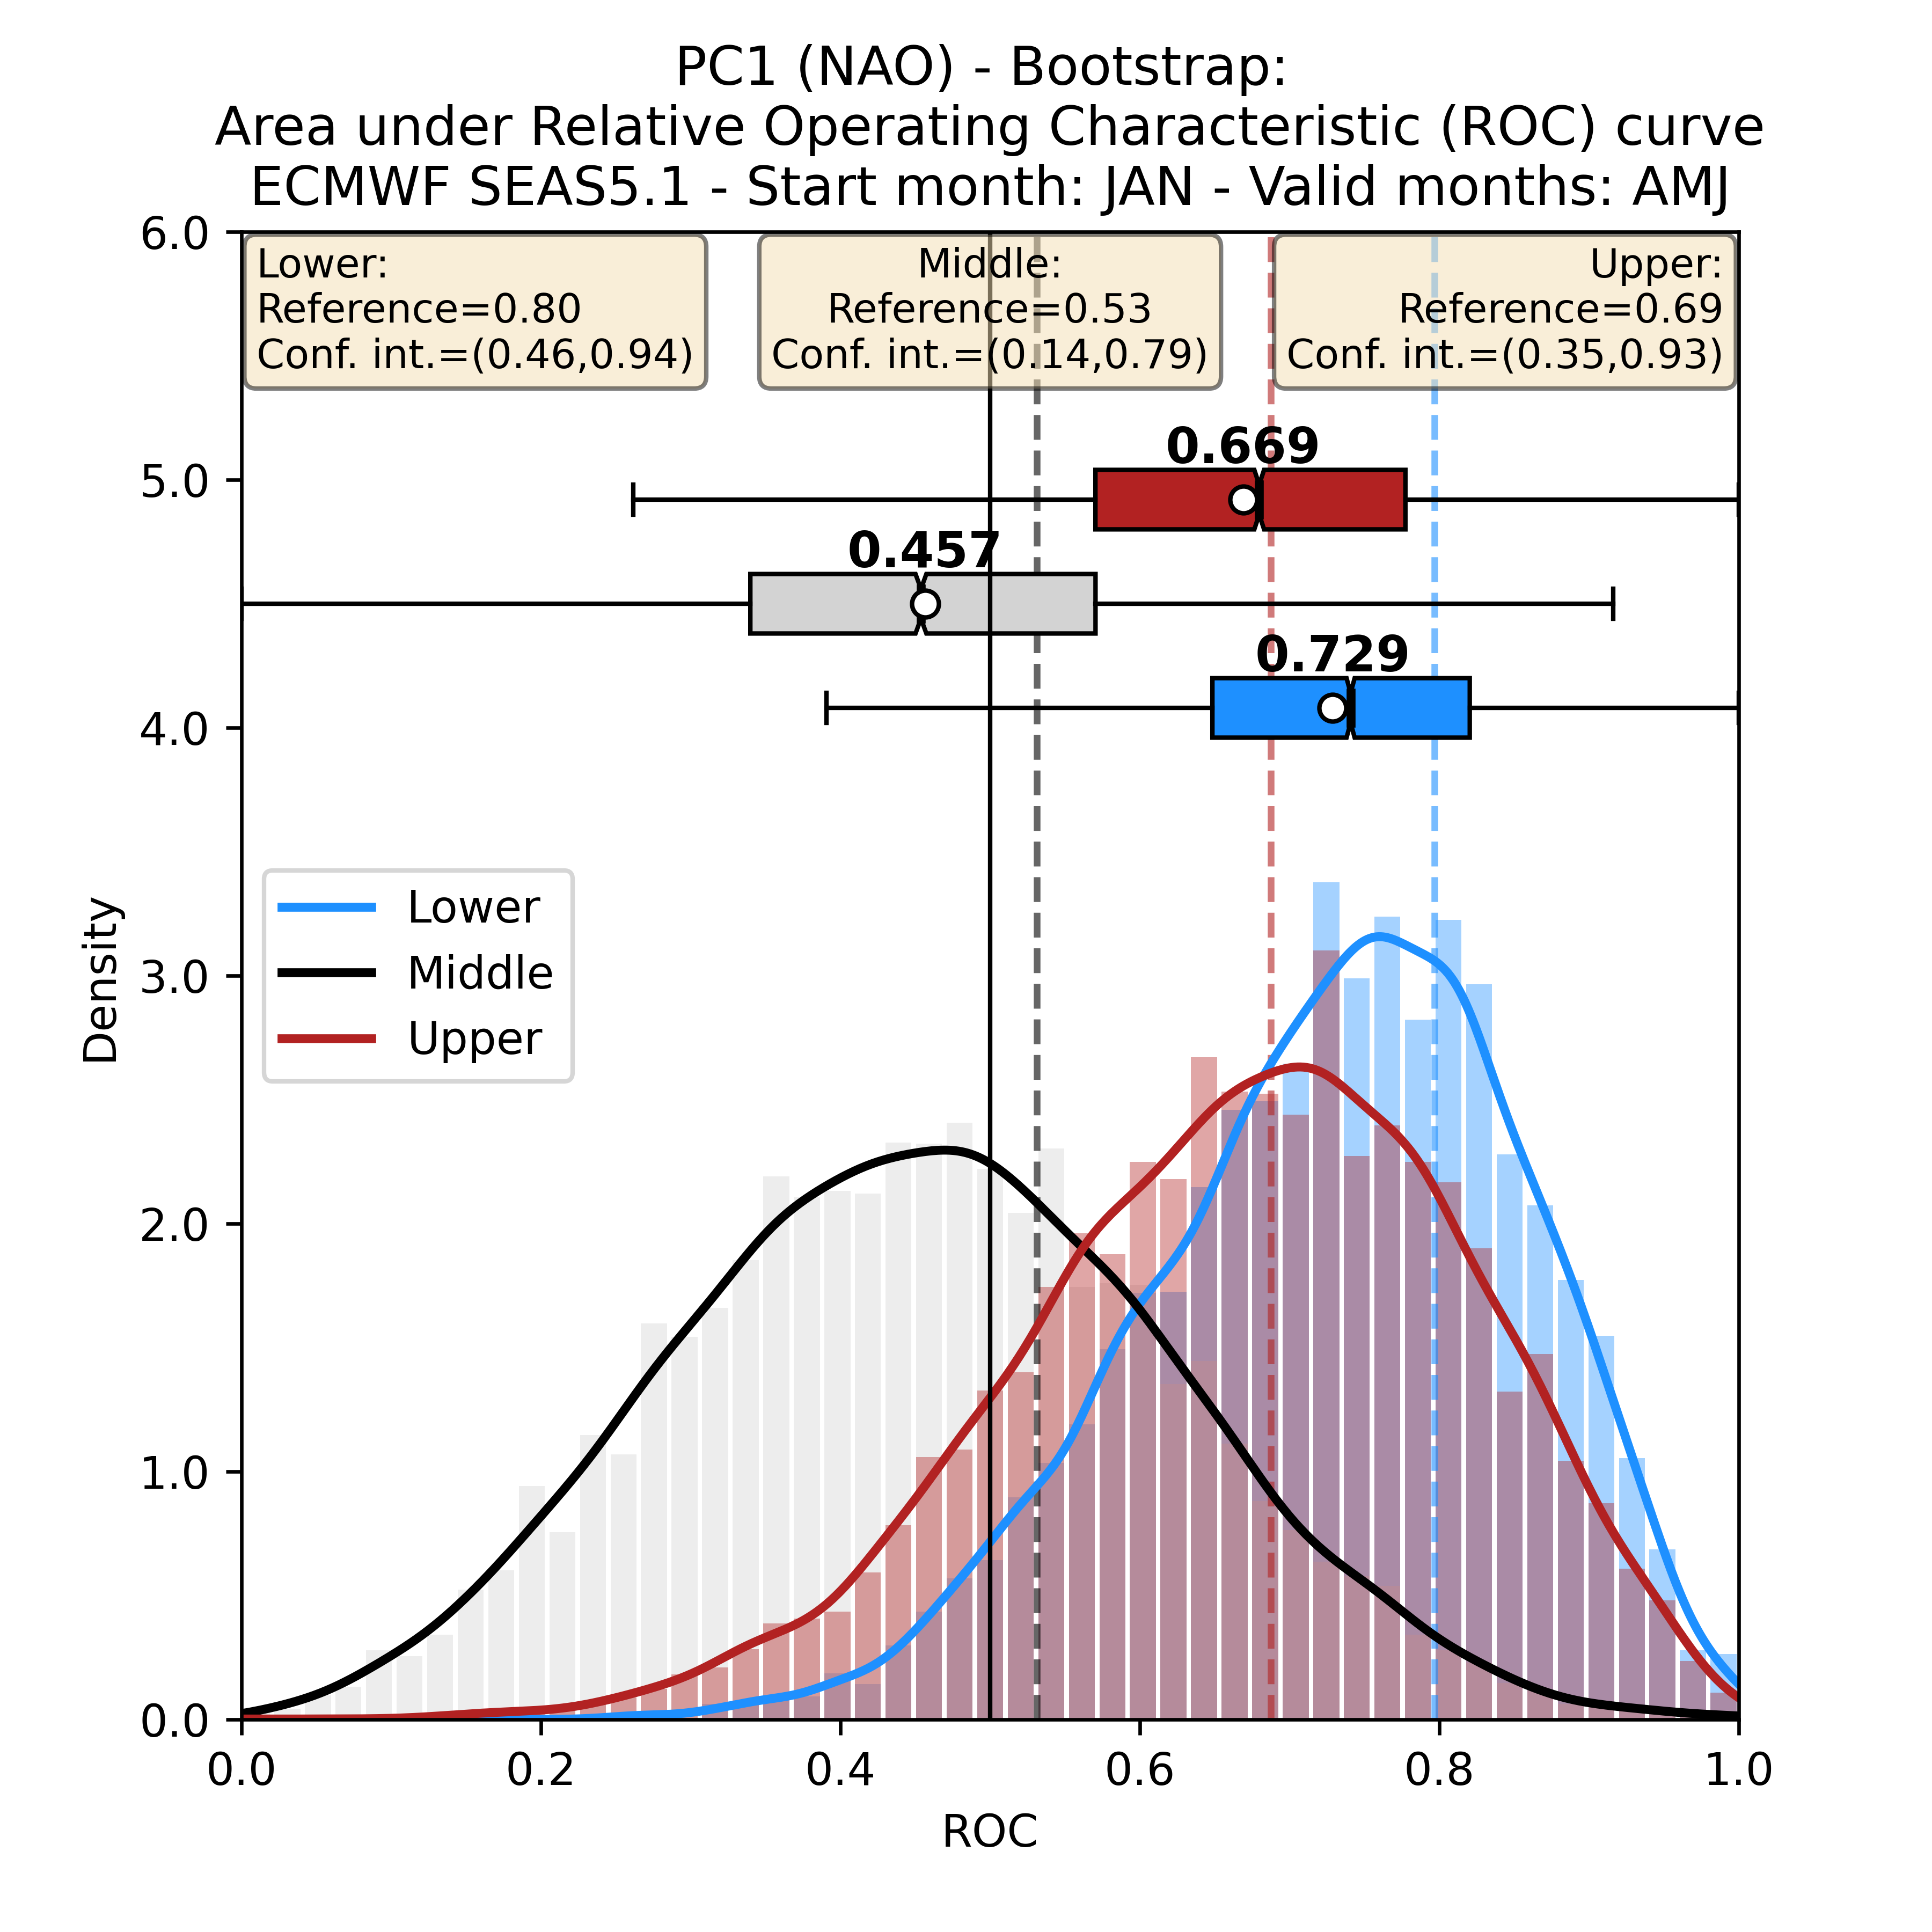 PC1 (NAO) - Bootstrap:
Area under Relative Operating Characteristic (ROC) curve
ECMWF SEAS5.1 - Start month: JAN - Valid months: AMJ
Lower:
Reference=0.80
Conf. int.=(0.46,0.94)
Middle:
Reference=0.53
Conf. int.=(0.14,0.79)
Upper:
Reference=0.69
Conf. int.=(0.35,0.93)
0.669
0.457
0.729
Lower
Middle
Upper
Density
6.0
5.0
4.0
3.0
2.0
1.0
0.0
0.0 0.2 0.4 0.6 0.8 1.0
ROC